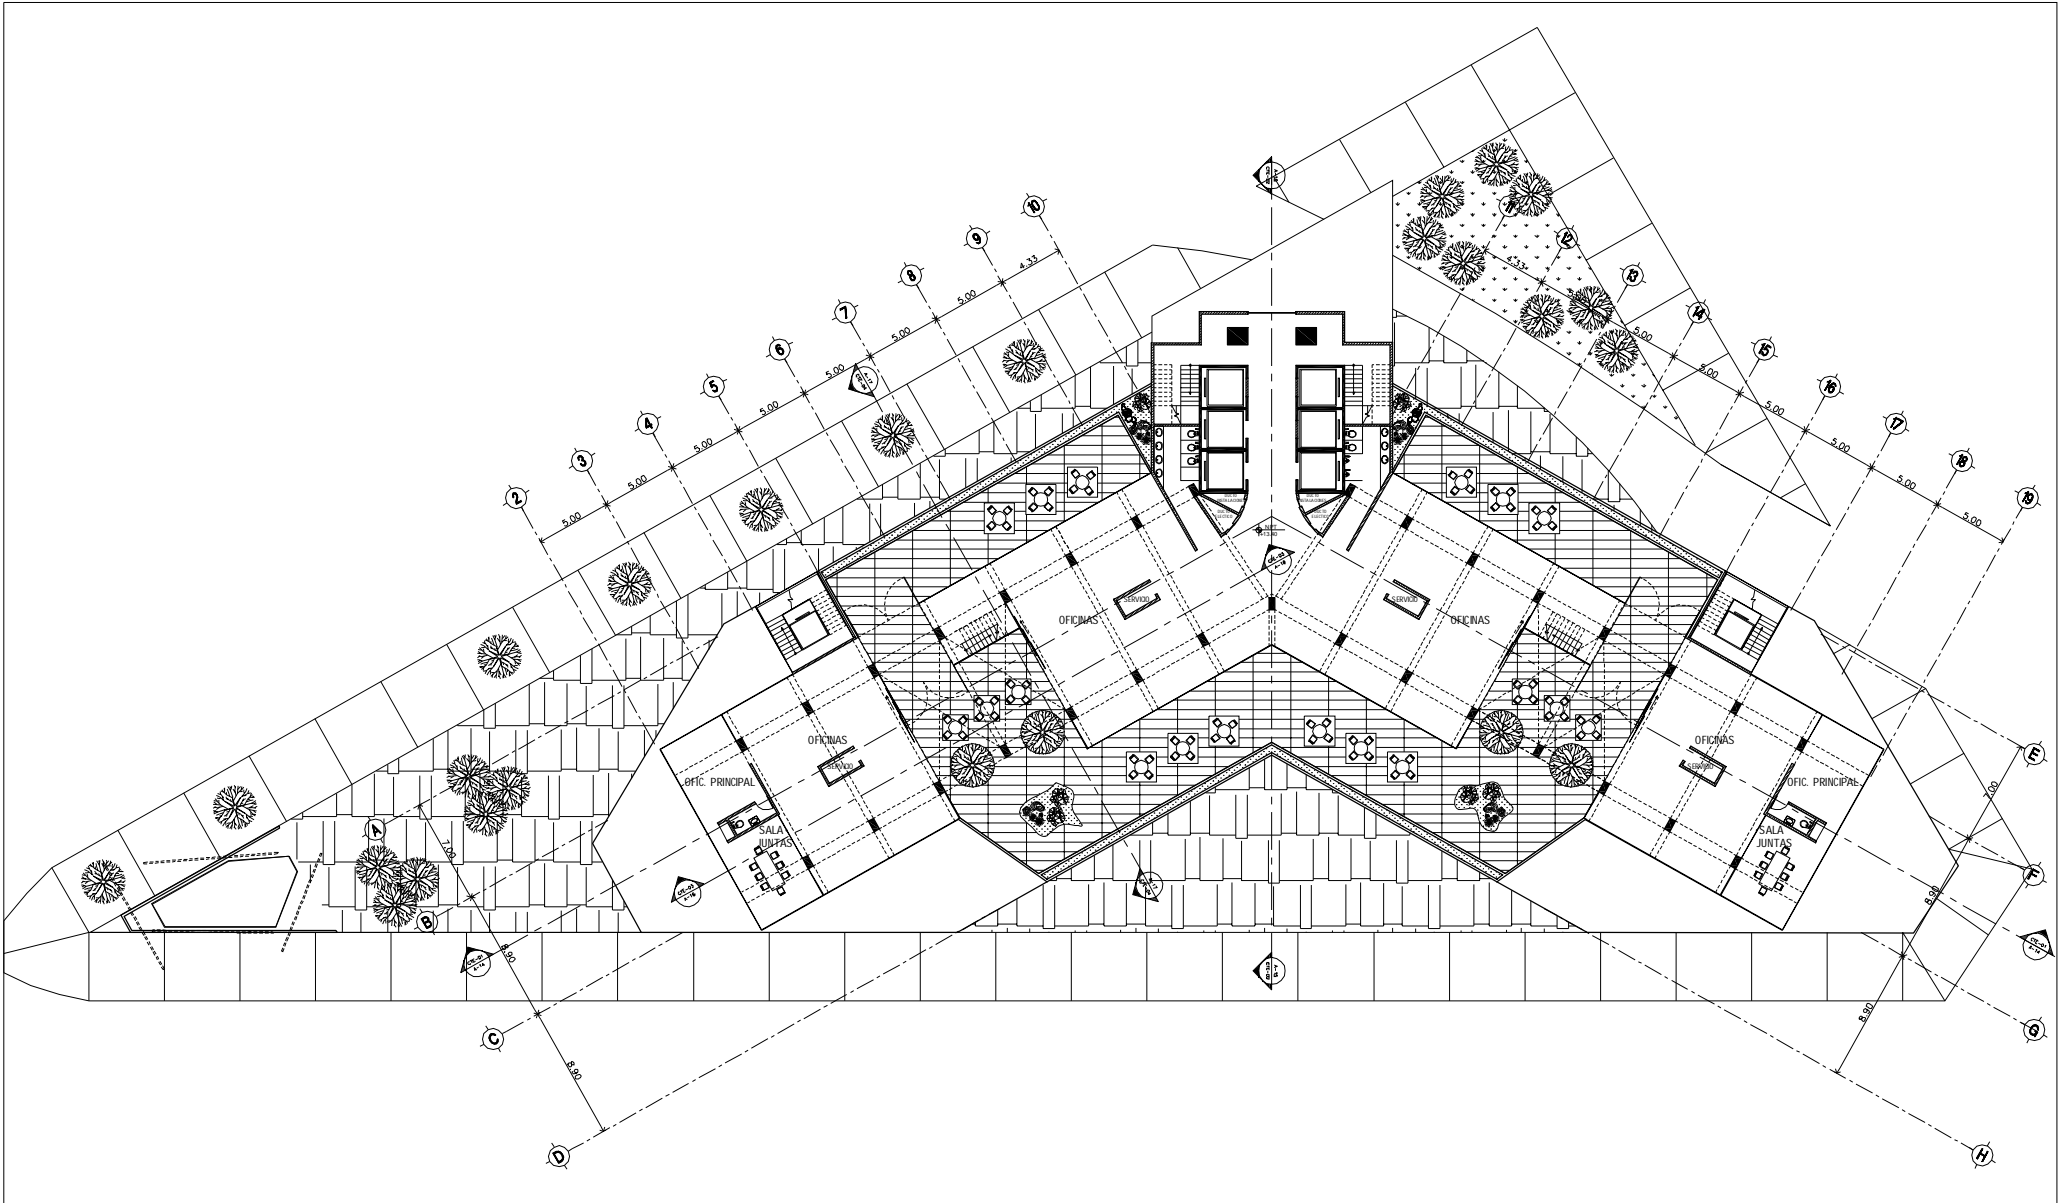 10
9
8
7
6
5
4
3
2
4.33
5.00
5.00
5.00
5.00
5.00
5.00
5.00
5.00
11
12
13
14
15
16
17
18
19
4.33
5.00
5.00
5.00
5.00
5.00
5.00
5.00
N.P.T.
OFICINAS
SERVICIO
SERVICIO
OFICINAS
OFICINAS
SERVICIO
OFIC. PRINCIPAL
SALA
JUNTAS
OFICINAS
SERVICIO
OFIC. PRINCIPAL
SALA
JUNTAS
A
B
C
D
7.00
8.90
8.90
E
F
G
H
7.00
8.90
8.90